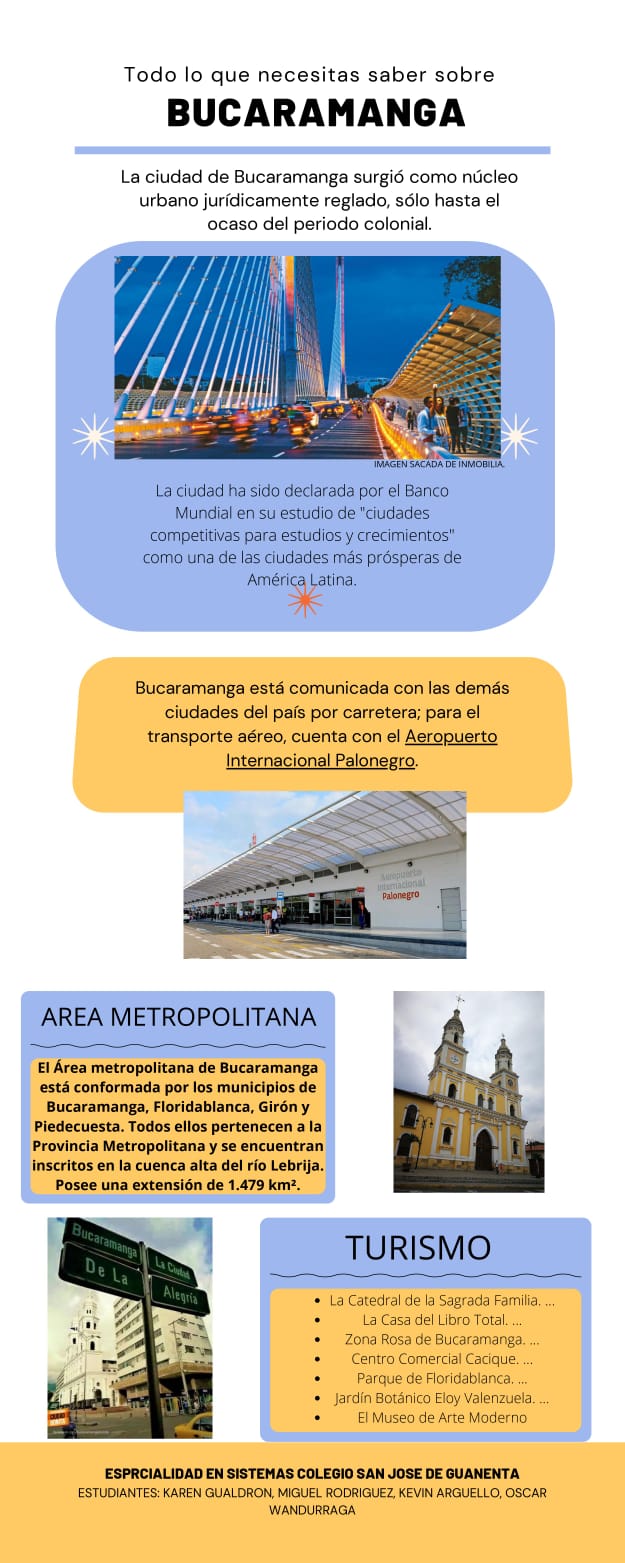 Todo lo que necesitas saber sobre
BUCARAMANGA
La ciudad de Bucaramanga surgió como núcleo
urbano jurídicamente reglado, sólo hasta el
ocaso del periodo colonial.
IMAGEN SACADA DE INMOBILIA.
La ciudad ha sido declarada por el Banco
Mundial en su estudio de "ciudades
competitivas para estudios y crecimientos"
como una de las ciudades más prósperas de
América Latina.
Bucaramanga está comunicada con las demás
ciudades del país por carretera; para el
transporte aéreo, cuenta con el Aeropuerto
Internacional Palonegro.
Aeropuerto
Internacional
Palonegro
AREA METROPOLITANA
El Área metropolitana de Bucaramanga
está conformada por los municipios de
Bucaramanga, Floridablanca, Girón y
Piedecuesta. Todos ellos pertenecen a la
Provincia Metropolitana y se encuentran
inscritos en la cuenca alta del río Lebrija.
Posee una extensión de 1.479 km².
Bucaramanga La Ciudad
De La Alegría
TURISMO
• La Catedral de la Sagrada Familia. ...
• La Casa del Libro Total. ...
• Zona Rosa de Bucaramanga. ...
• Centro Comercial Cacique. ...
• Parque de Floridablanca. ...
• Jardín Botánico Eloy Valenzuela. ...
• El Museo de Arte Moderno
ESPRCIALIDAD EN SISTEMAS COLEGIO SAN JOSE DE GUANENTA
ESTUDIANTES: KAREN GUALDRON, MIGUEL RODRIGUEZ, KEVIN ARGUELLO, OSCAR
WANDURRAGA